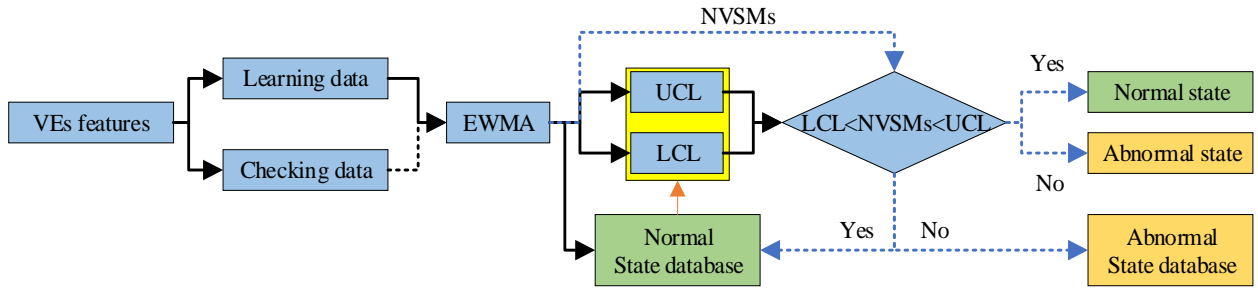 NVSMs
Learning data
UCL
Yes
Normal state
VEs features
EWMA
LCL<NVSMs<UCL
Checking data
LCL
Abnormal state
No
Normal
State database
Yes
No
Abnormal
State database